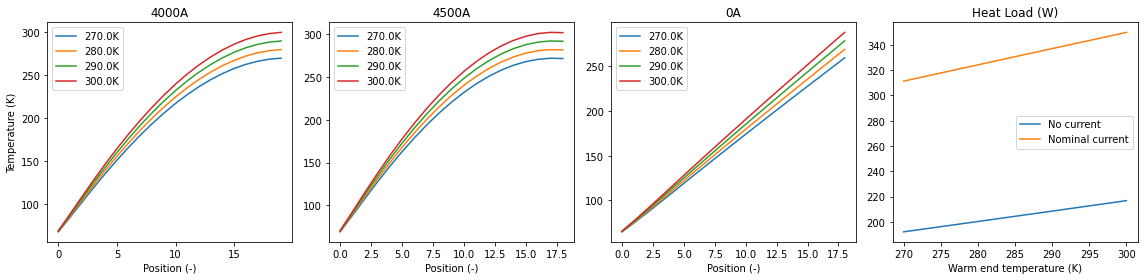 4000A
300
250
200
150
100
Temperature (K)
270.0K
280.0K
290.0K
300.0K
0
5
10
15
Position (-)
4500A
300
250
200
150
100
270.0K
280.0K
290.0K
300.0K
0.0
2.5
5.0
7.5
10.0
12.5
15.0
17.5
Position (-)
0A
250
200
150
100
270.0K
280.0K
290.0K
300.0K
0.0
2.5
5.0
7.5
10.0
12.5
15.0
17.5
Position (-)
Heat Load (W)
340
320
300
280
260
240
220
200
No current
Nominal current
270
275
280
285
290
295
300
Warm end temperature (K)